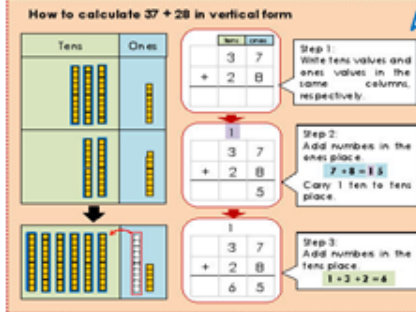 How to calculate 37 + 28 in vertical form
Tens Ones
tens ones
3 7
+ 2 8
Step 1:
Write tens values and
ones values in the
same columns,
respectively.
1
3 7
+ 2 8
5
Step 2:
Add numbers in the
ones place.
7 + 8 = 1 5
Carry 1 ten to tens
place.
1
3 7
+ 2 8
6 5
Step 3:
Add numbers in the
tens place.
1 + 3 + 2 = 6